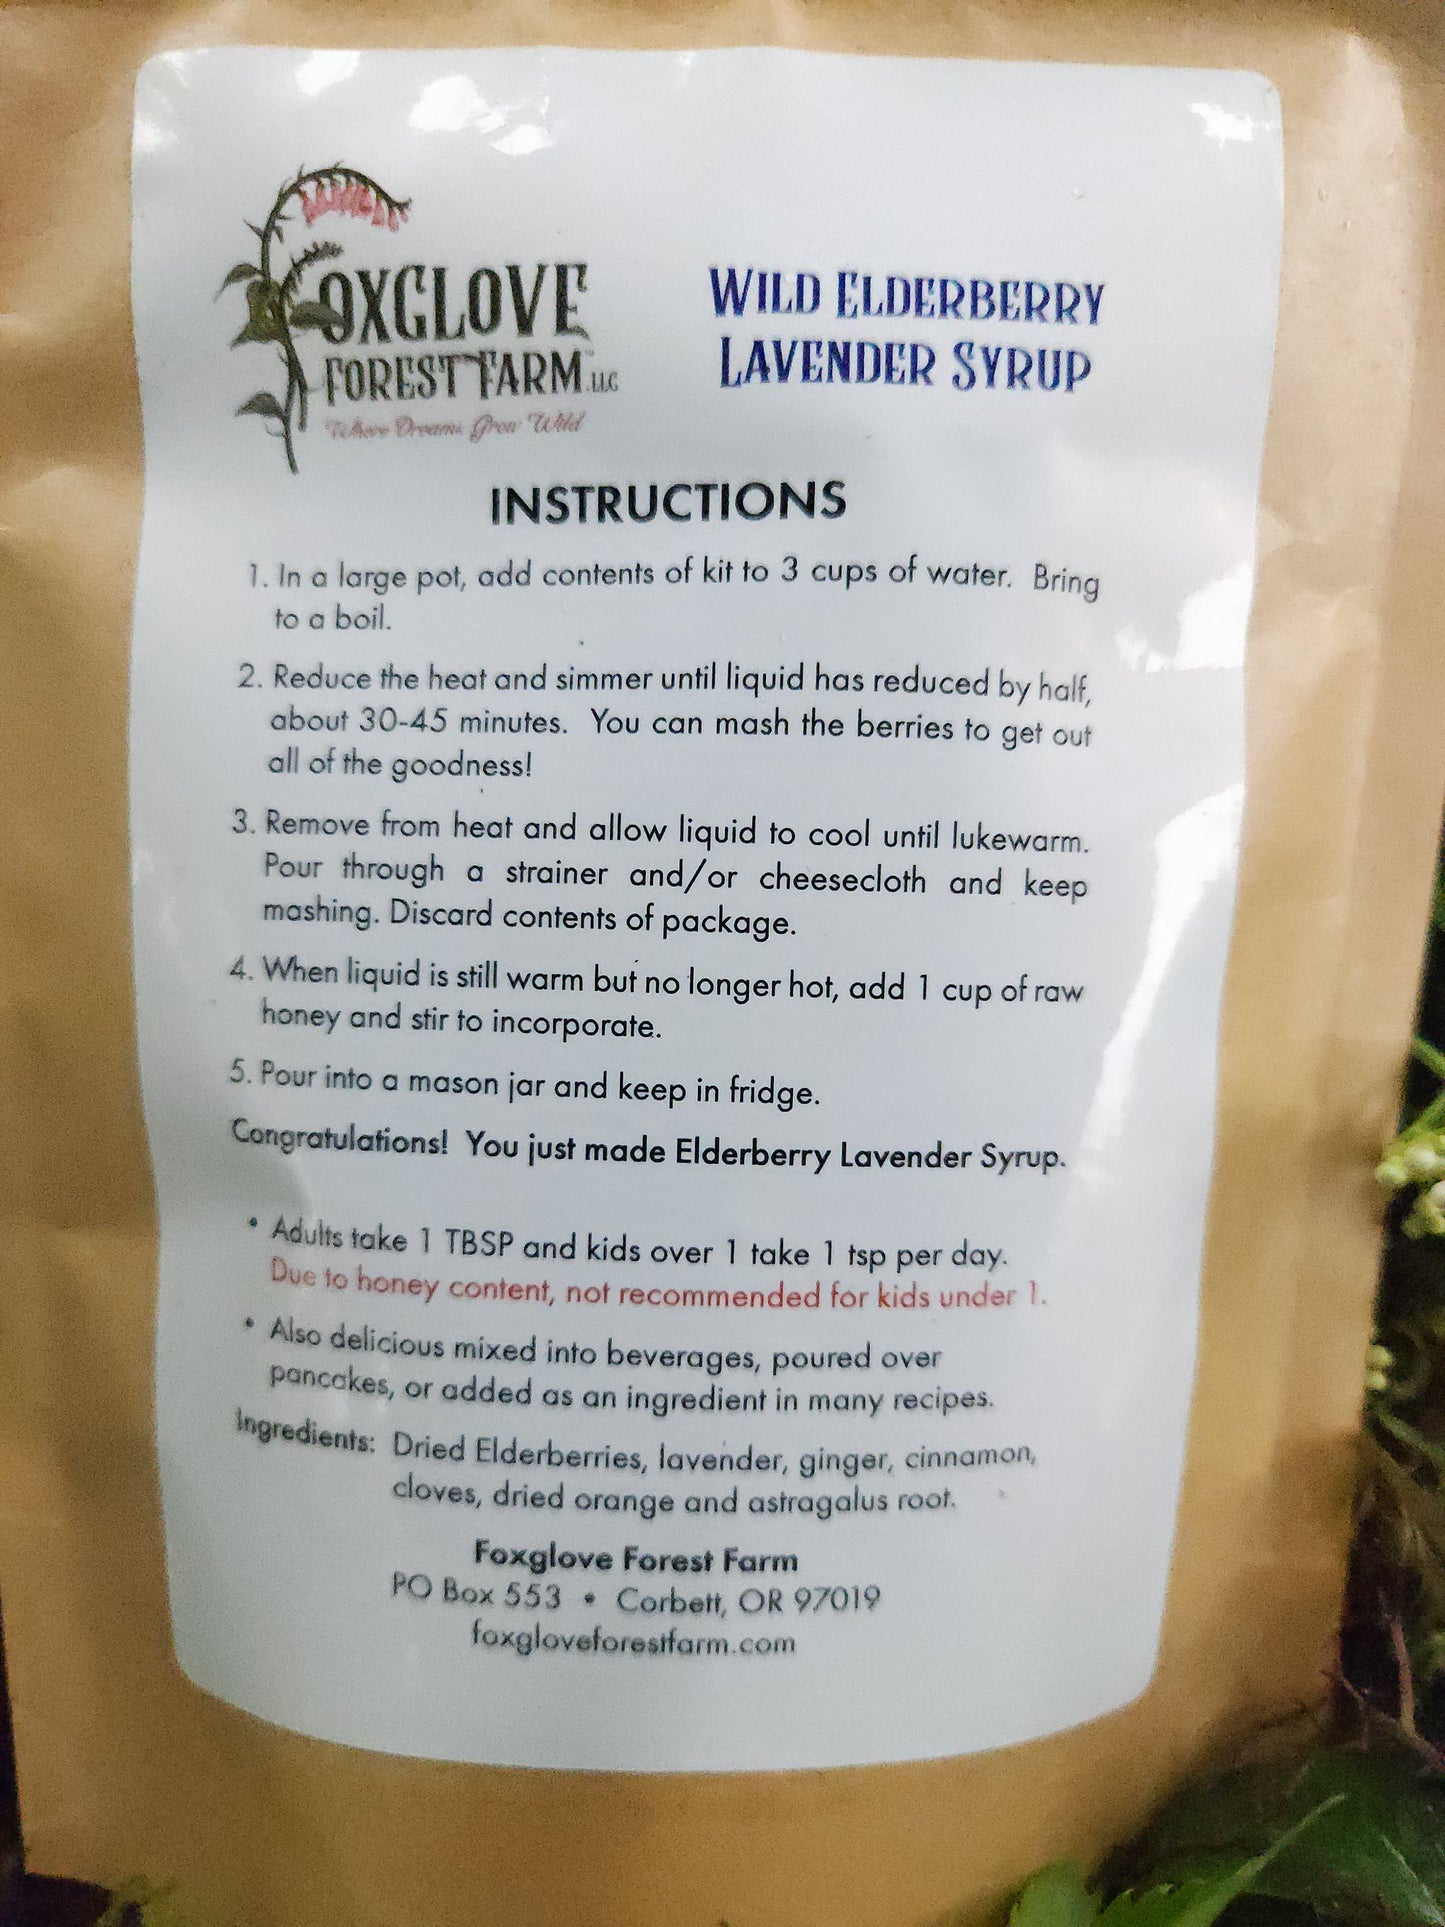 FOXGLOVE
FOREST FARM LLC
Where Dreams Grow Wild
WILD ELDERBERRY
LAVENDER SYRUP
INSTRUCTIONS
1. In a large pot, add contents of kit to 3 cups of water. Bring
to a boil.
2. Reduce the heat and simmer until liquid has reduced by half,
about 30-45 minutes. You can mash the berries to get out
all of the goodness!
3. Remove from heat and allow liquid to cool until lukewarm.
Pour through a strainer and/or cheesecloth and keep
mashing. Discard contents of package.
4. When liquid is still warm but no longer hot, add 1 cup of raw
honey and stir to incorporate.
5. Pour into a mason jar and keep in fridge.
Congratulations! You just made Elderberry Lavender Syrup.
• Adults take 1 TBSP and kids over 1 take 1 tsp per day.
Due to honey content, not recommended for kids under 1.
• Also delicious mixed into beverages, poured over
pancakes, or added as an ingredient in many recipes.
Ingredients: Dried Elderberries, lavender, ginger, cinnamon,
cloves, dried orange and astragalus root.
Foxglove Forest Farm
PO Box 553 • Corbett, OR 97019
foxgloveforestfarm.com